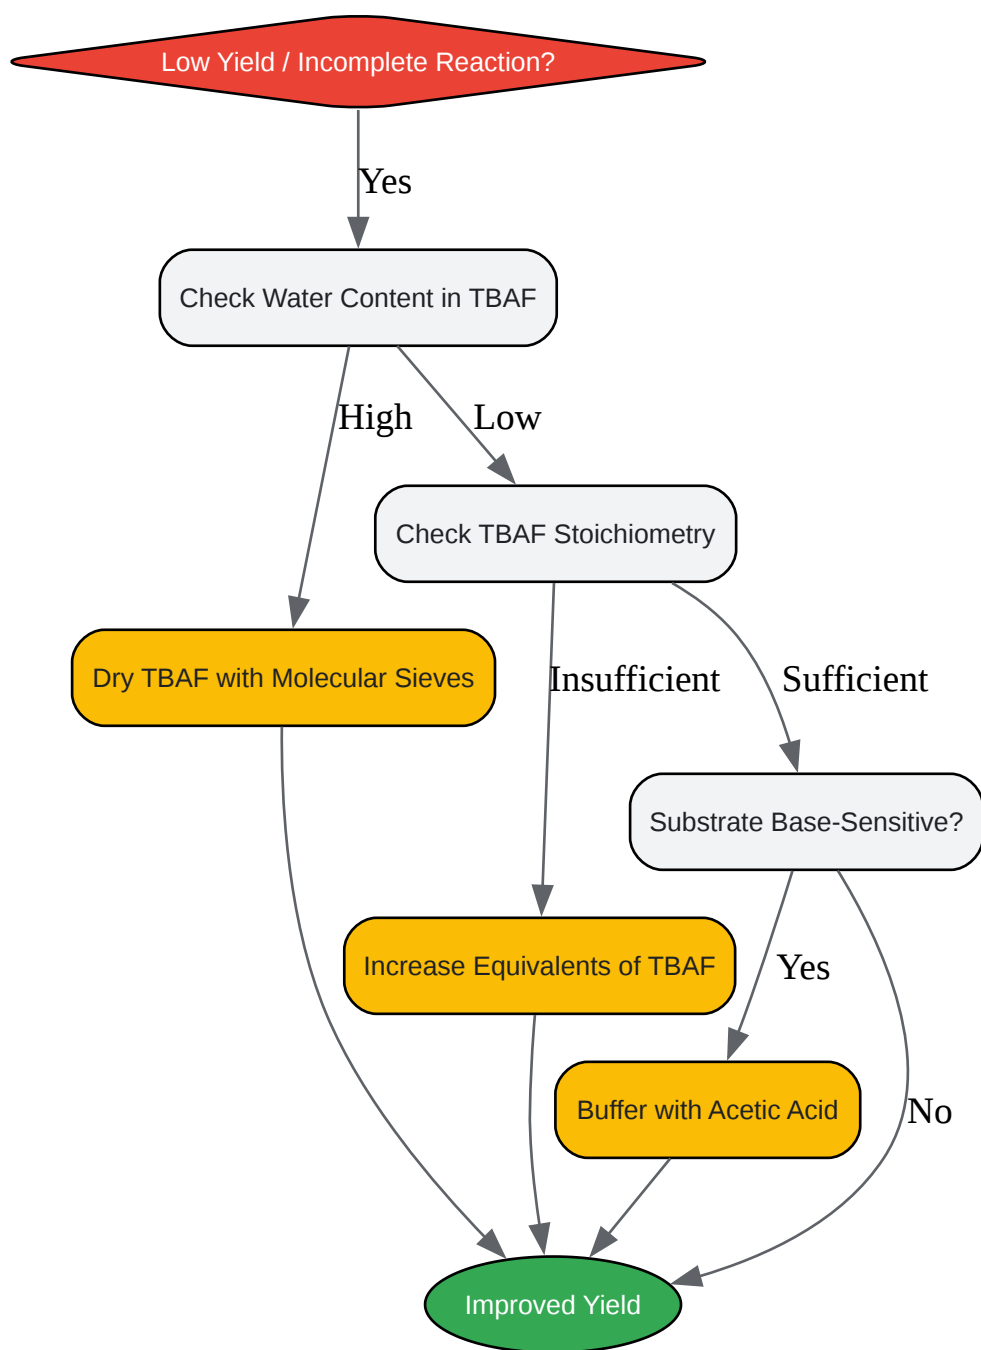 Low Yield / Incomplete Reaction?
Yes
Check Water Content in TBAF
High
Low
Check TBAF Stoichiometry
Dry TBAF with Molecular Sieves
Insufficient
Sufficient
Substrate Base-Sensitive?
Increase Equivalents of TBAF
Yes
Buffer with Acetic Acid
No
Improved Yield